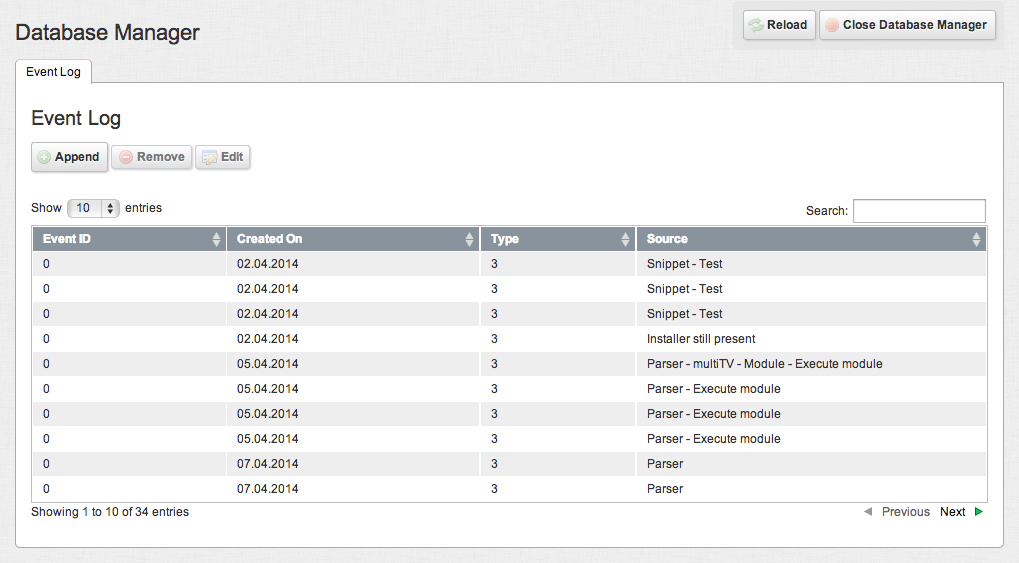 Database Manager
Reload Close Database Manager
Event Log
Event Log
Append Remove Edit
Show 10 entries Search:
Event ID Created On Type Source
0 02.04.2014 3 Snippet - Test
0 02.04.2014 3 Snippet - Test
0 02.04.2014 3 Snippet - Test
0 02.04.2014 3 Installer still present
0 05.04.2014 3 Parser - multiTV - Module - Execute module
0 05.04.2014 3 Parser - Execute module
0 05.04.2014 3 Parser - Execute module
0 05.04.2014 3 Parser - Execute module
0 07.04.2014 3 Parser
0 07.04.2014 3 Parser
Showing 1 to 10 of 34 entries Previous Next